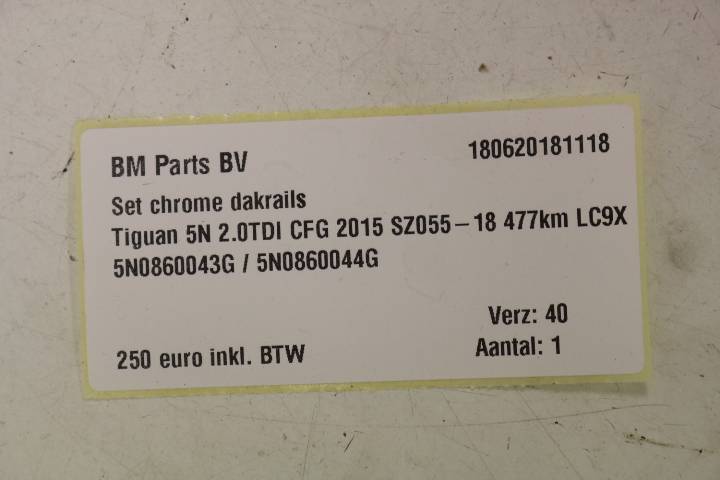 BM Parts BV 180620181118
Set chrome dakrails
Tiguan 5N 2.0TDI CFG 2015 SZ055-18 477km LC9X
5N0860043G / 5N0860044G
Verz: 40
250 euro inkl. BTW Aantal: 1